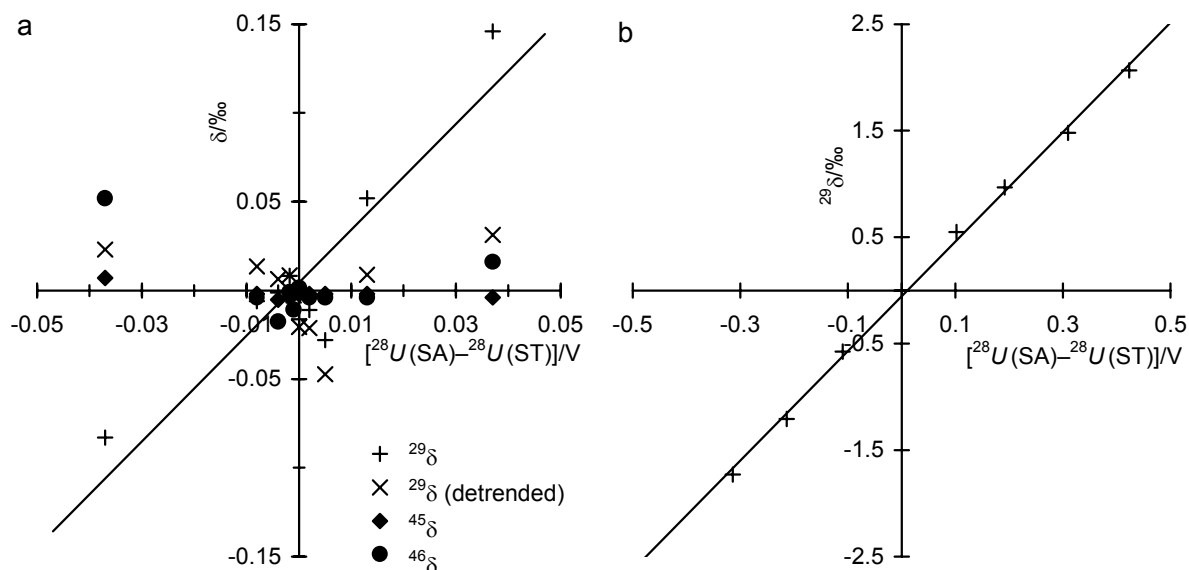 a
0.15
δ/‰
0.05
-0.05 -0.03 -0.01 0.01 0.03 0.05
[²⁸U(SA)–²⁸U(ST)]/V
-0.05
-0.15
+ ²⁹δ
× ²⁹δ (detrended)
◆ ⁴⁵δ
● ⁴⁶δ
b
2.5
²⁹δ/‰
1.5
0.5
-0.5 -0.3 -0.1 0.1 0.3 0.5
-0.5
[²⁸U(SA)–²⁸U(ST)]/V
-1.5
-2.5